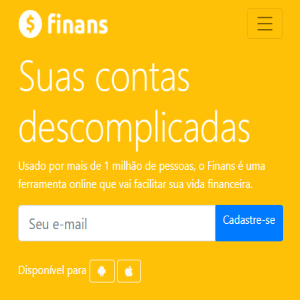 finans
Suas contas
descomplicadas
Usado por mais de 1 milhão de pessoas, o Finans é uma
ferramenta online que vai facilitar sua vida financeira.
Seu e-mail
Cadastre-se
Disponível para